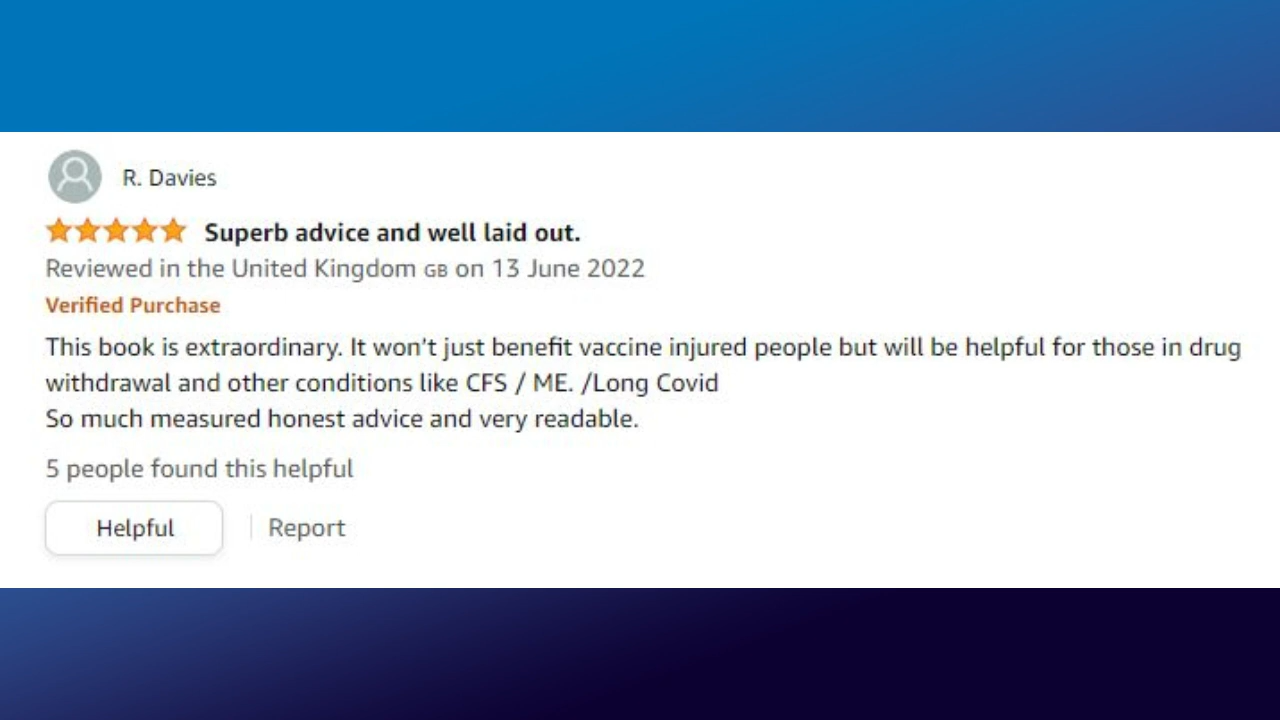 R. Davies
Superb advice and well laid out.
Reviewed in the United Kingdom GB on 13 June 2022
Verified Purchase
This book is extraordinary. It won’t just benefit vaccine injured people but will be helpful for those in drug
withdrawal and other conditions like CFS / ME. /Long Covid
So much measured honest advice and very readable.
5 people found this helpful
Helpful
Report